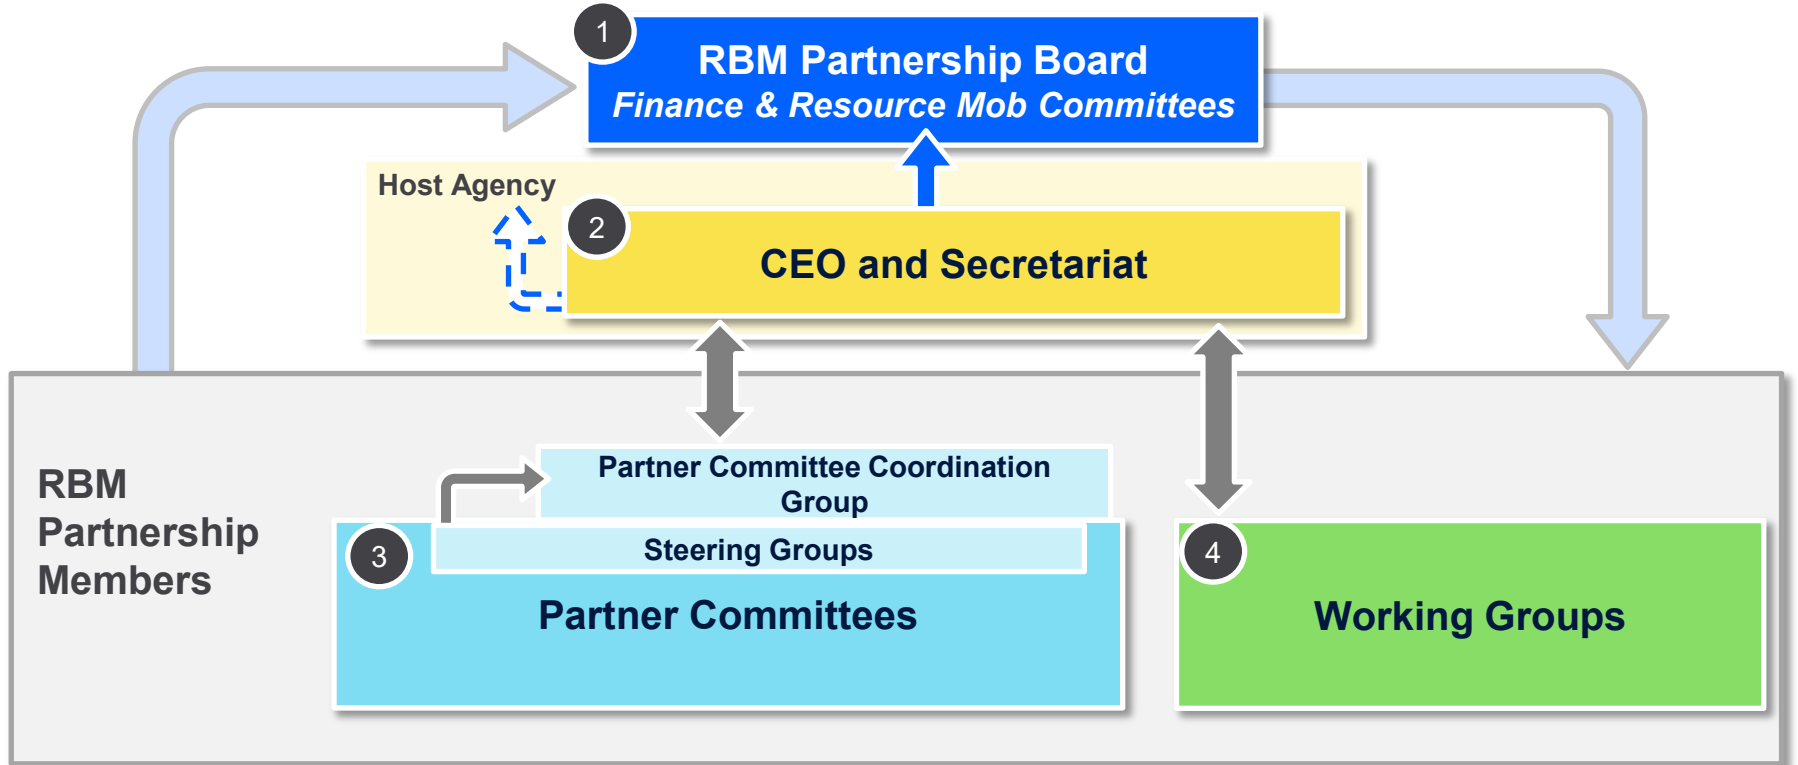 1
RBM Partnership Board
Finance & Resource Mob Committees
Host Agency
2
CEO and Secretariat
RBM
Partnership
Members
Partner Committee Coordination
Group
3
Steering Groups
Partner Committees
4
Working Groups